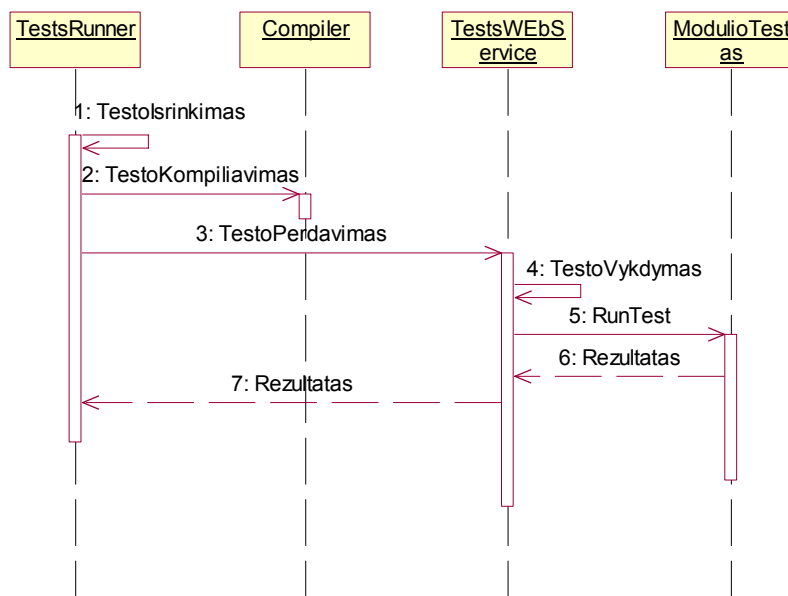 TestsRunner
Compiler
TestsWEbS
ervice
ModulioTest
as
1: TestoIsrinkimas
2: TestoKompiliavimas
3: TestoPerdavimas
4: TestoVykdymas
5: RunTest
6: Rezultatas
7: Rezultatas